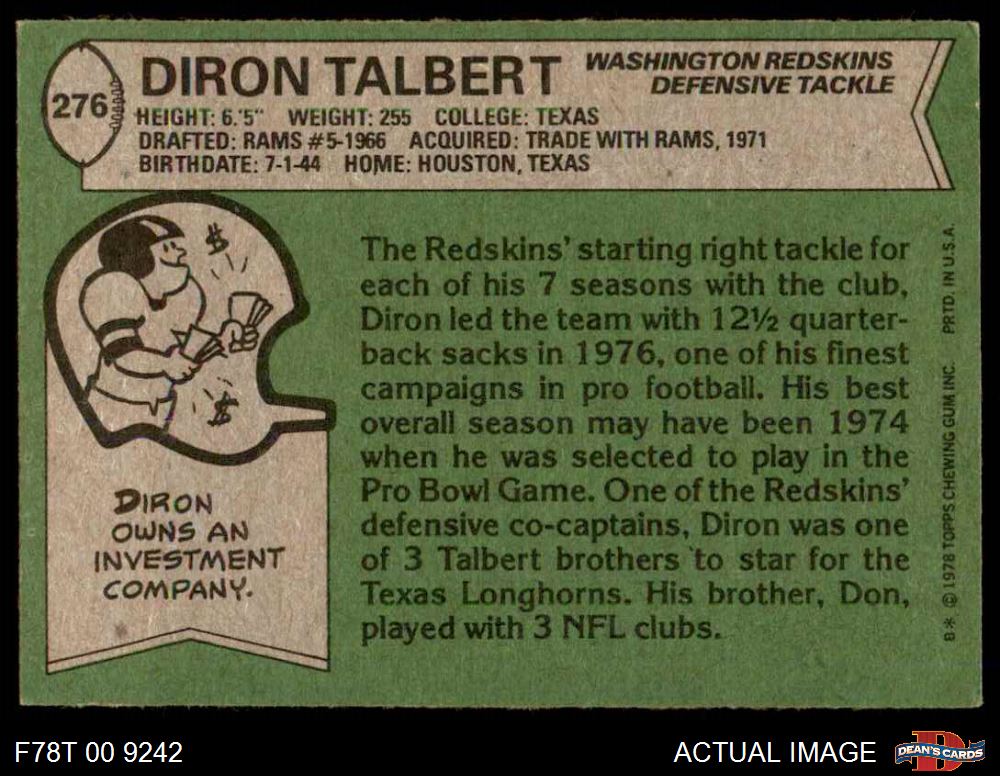 276
DIRON TALBERT
WASHINGTON REDSKINS
DEFENSIVE TACKLE
HEIGHT: 6.'5" WEIGHT: 255 COLLEGE: TEXAS
DRAFTED: RAMS #5-1966 ACQUIRED: TRADE WITH RAMS, 1971
BIRTHDATE: 7-1-44 HOME: HOUSTON, TEXAS
$
$
DIRON
OWNS AN
INVESTMENT
COMPANY.
The Redskins' starting right tackle for
each of his 7 seasons with the club,
Diron led the team with 12½ quarter-
back sacks in 1976, one of his finest
campaigns in pro football. His best
overall season may have been 1974
when he was selected to play in the
Pro Bowl Game. One of the Redskins'
defensive co-captains, Diron was one
of 3 Talbert brothers to star for the
Texas Longhorns. His brother, Don,
played with 3 NFL clubs.
B* © 1978 TOPPS CHEWING GUM INC. PRTD. IN U.S.A.
F78T 00 9242
ACTUAL IMAGE
DEAN'S CARDS